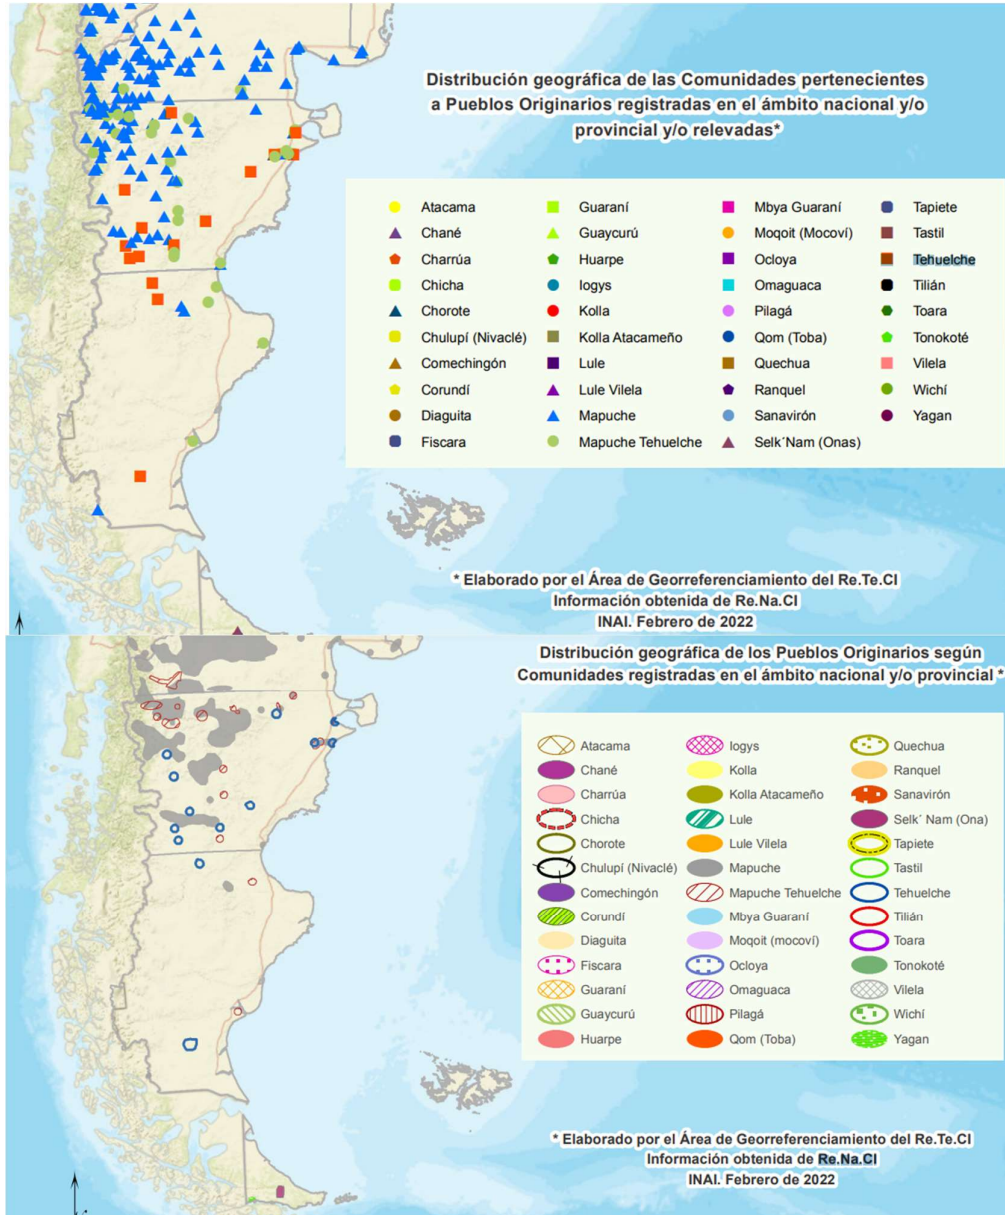 Distribución geográfica de las Comunidades pertenecientes
a Pueblos Originarios registradas en el ámbito nacional y/o
provincial y/o relevadas*
Atacama
Chané
Charrúa
Chicha
Chorote
Chulupí (Nivaclé)
Comechingón
Corundí
Diaguita
Fiscara
Guaraní
Guaycurú
Huarpe
Iogys
Kolla
Kolla Atacameño
Lule
Lule Vilela
Mapuche
Mapuche Tehuelche
Mbya Guaraní
Moqoit (Mocoví)
Ocloya
Omaguaca
Pilagá
Qom (Toba)
Quechua
Ranquel
Sanavirón
Selk´Nam (Onas)
Tapiete
Tastil
Tehuelche
Tilián
Toara
Tonokoté
Vilela
Wichí
Yagan
* Elaborado por el Área de Georreferenciamiento del Re.Te.CI
Información obtenida de Re.Na.CI
INAI. Febrero de 2022
Distribución geográfica de los Pueblos Originarios según
Comunidades registradas en el ámbito nacional y/o provincial *
Atacama
Chané
Charrúa
Chicha
Chorote
Chulupí (Nivaclé)
Comechingón
Corundí
Diaguita
Fiscara
Guaraní
Guaycurú
Huarpe
Iogys
Kolla
Kolla Atacameño
Lule
Lule Vilela
Mapuche
Mapuche Tehuelche
Mbya Guaraní
Moqoit (mocoví)
Ocloya
Omaguaca
Pilagá
Qom (Toba)
Quechua
Ranquel
Sanavirón
Selk´ Nam (Ona)
Tapiete
Tastil
Tehuelche
Tilián
Toara
Tonokoté
Vilela
Wichí
Yagan
* Elaborado por el Área de Georreferenciamiento del Re.Te.CI
Información obtenida de Re.Na.CI
INAI. Febrero de 2022